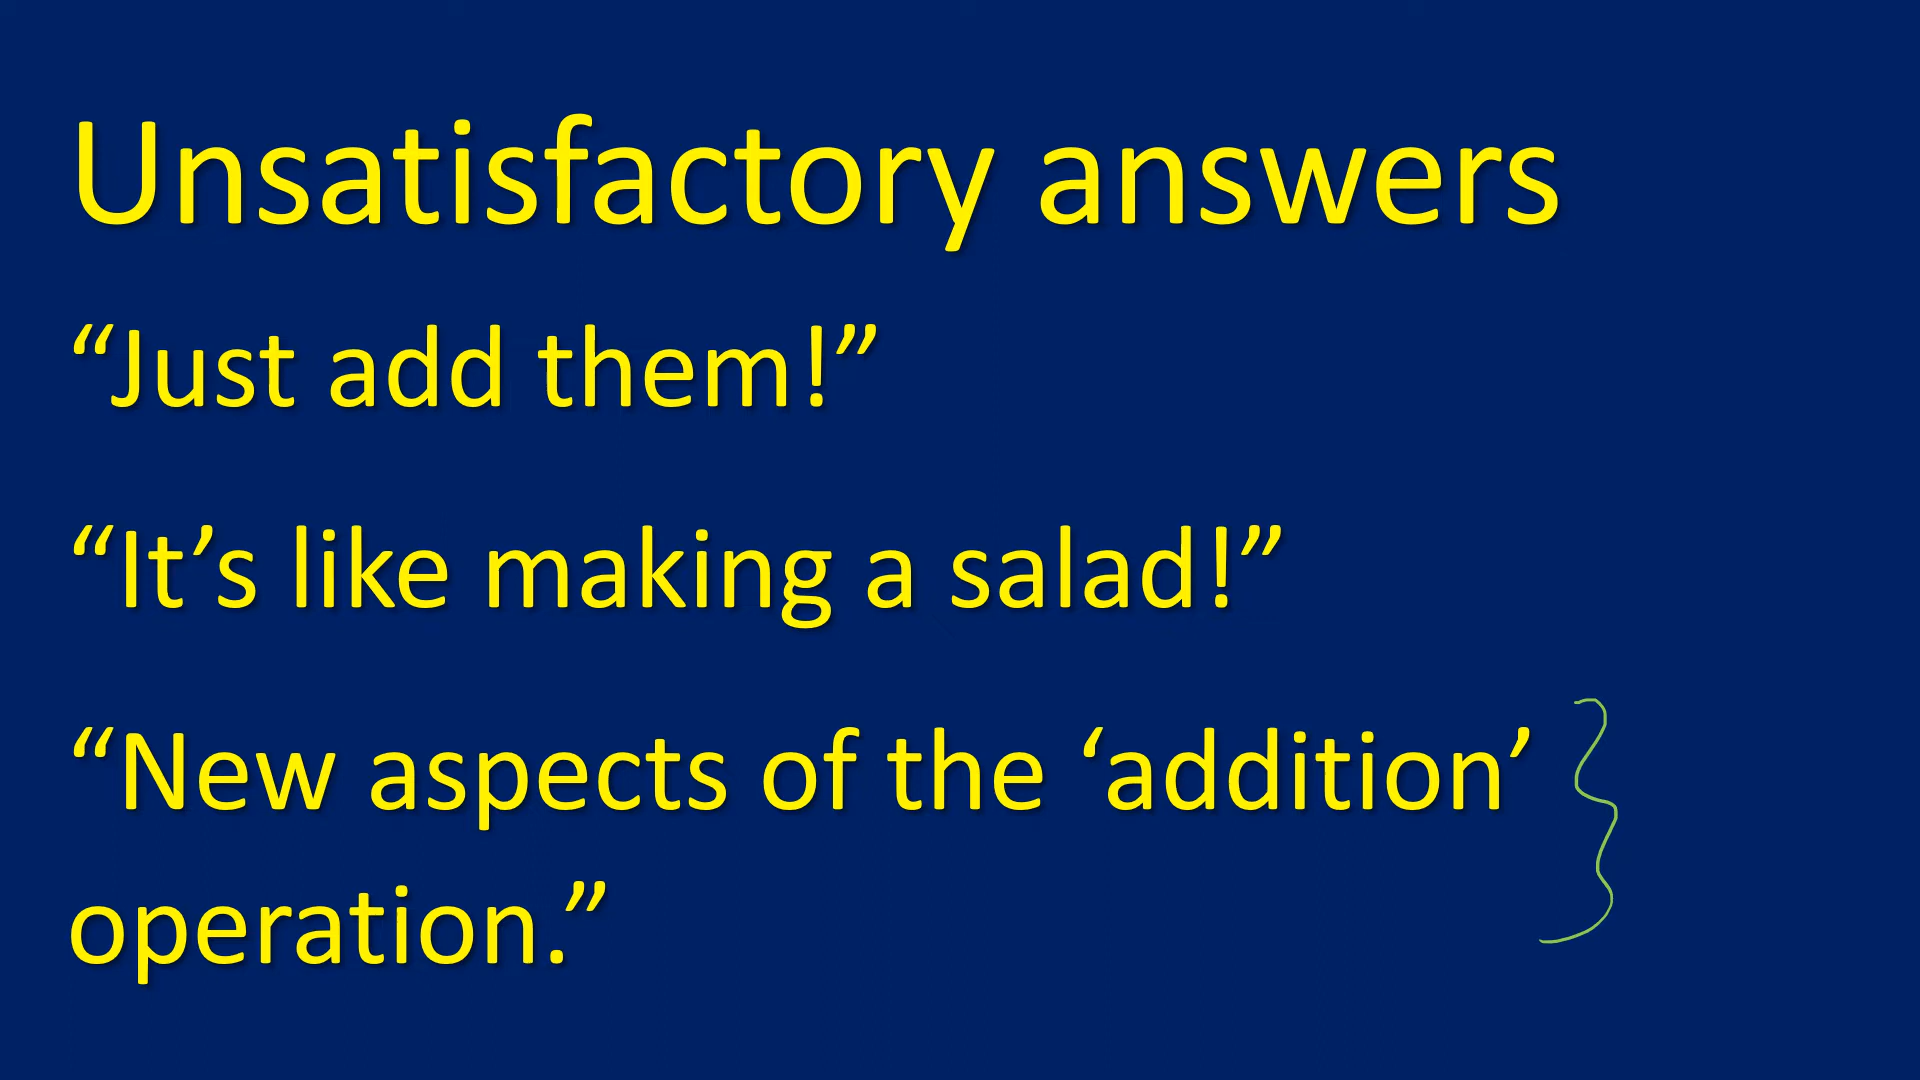 Unsatisfactory answers
“Just add them!”
“It’s like making a salad!”
“New aspects of the ‘addition’
operation.”